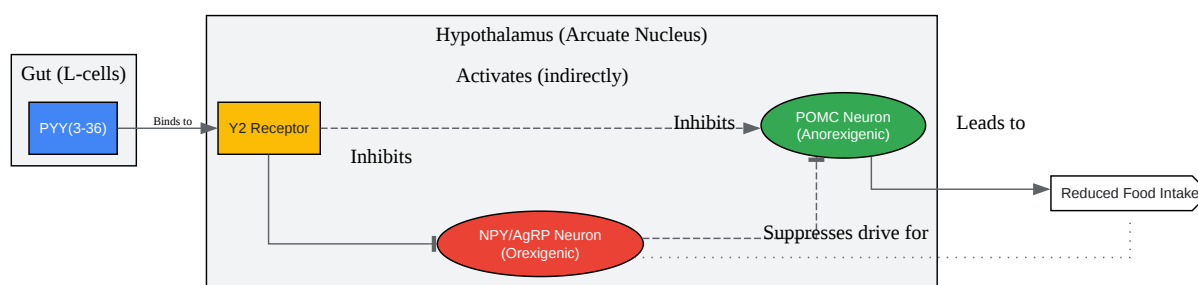 Hypothalamus (Arcuate Nucleus)
Gut (L-cells)
Activates (indirectly)
PYY(3-36)
Binds to
Y2 Receptor
Inhibits
Inhibits
POMC Neuron
(Anorexigenic)
Leads to
Reduced Food Intake
NPY/AgRP Neuron
(Orexigenic)
Suppresses drive for